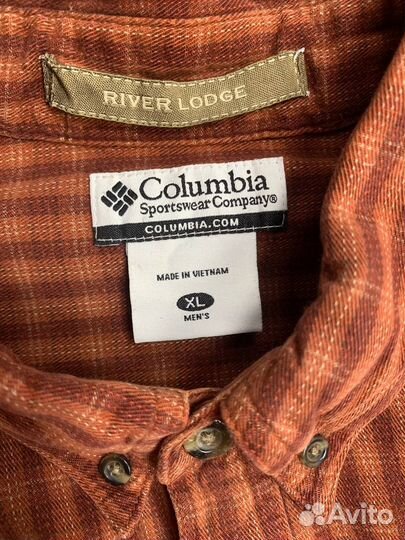 RIVER LODGE
Columbia
Sportswear Company®
COLUMBIA.COM
MADE IN VIETNAM
XL
MEN'S
Avito